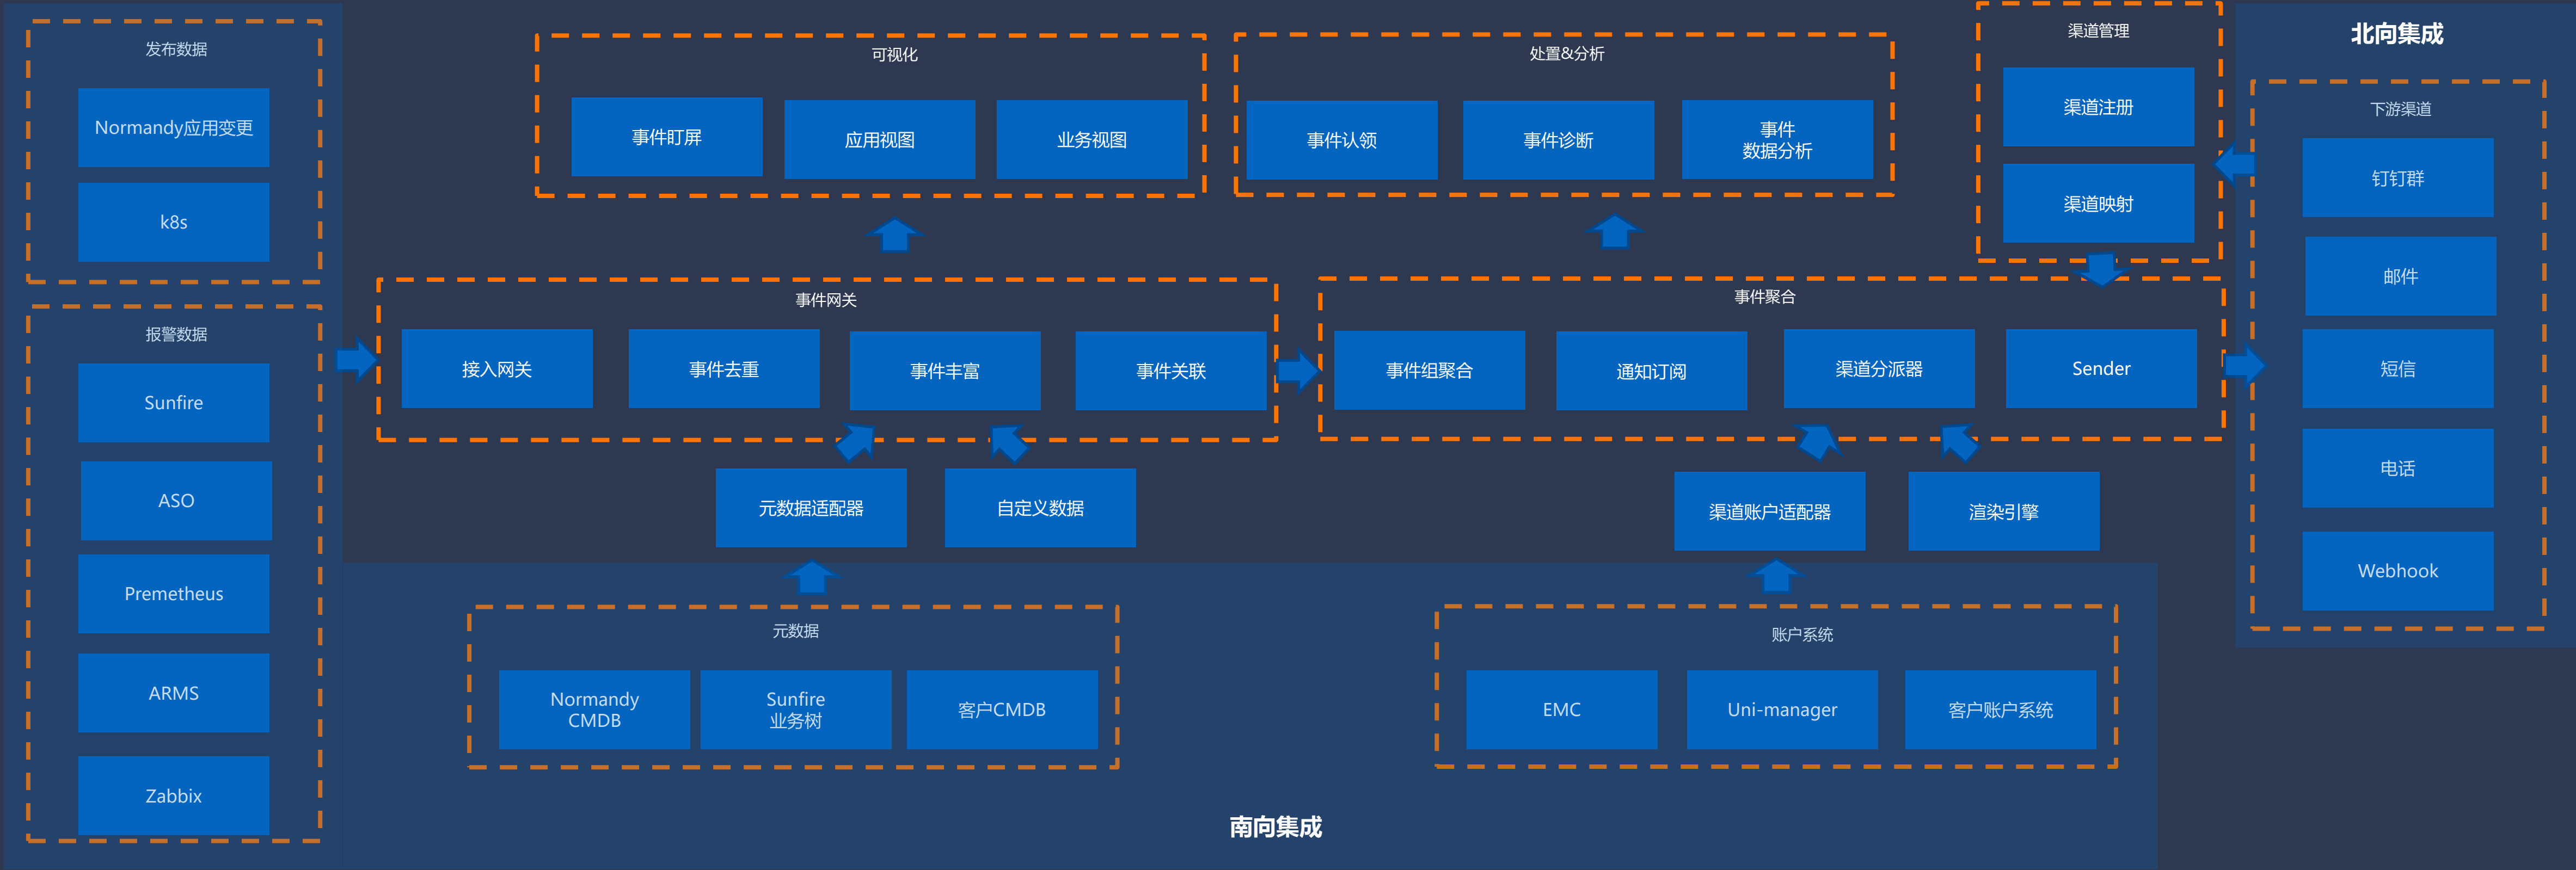 发布数据
Normandy应用变更
k8s
报警数据
Sunfire
ASO
Premetheus
ARMS
Zabbix
可视化
事件盯屏
应用视图
业务视图
处置&分析
事件认领
事件诊断
事件
数据分析
渠道管理
渠道注册
渠道映射
北向集成
下游渠道
钉钉群
邮件
短信
电话
Webhook
事件网关
接入网关
事件去重
事件丰富
事件关联
事件聚合
事件组聚合
通知订阅
渠道分派器
Sender
元数据适配器
自定义数据
渠道账户适配器
渲染引擎
元数据
Normandy
CMDB
Sunfire
业务树
客户CMDB
账户系统
EMC
Uni-manager
客户账户系统
南向集成